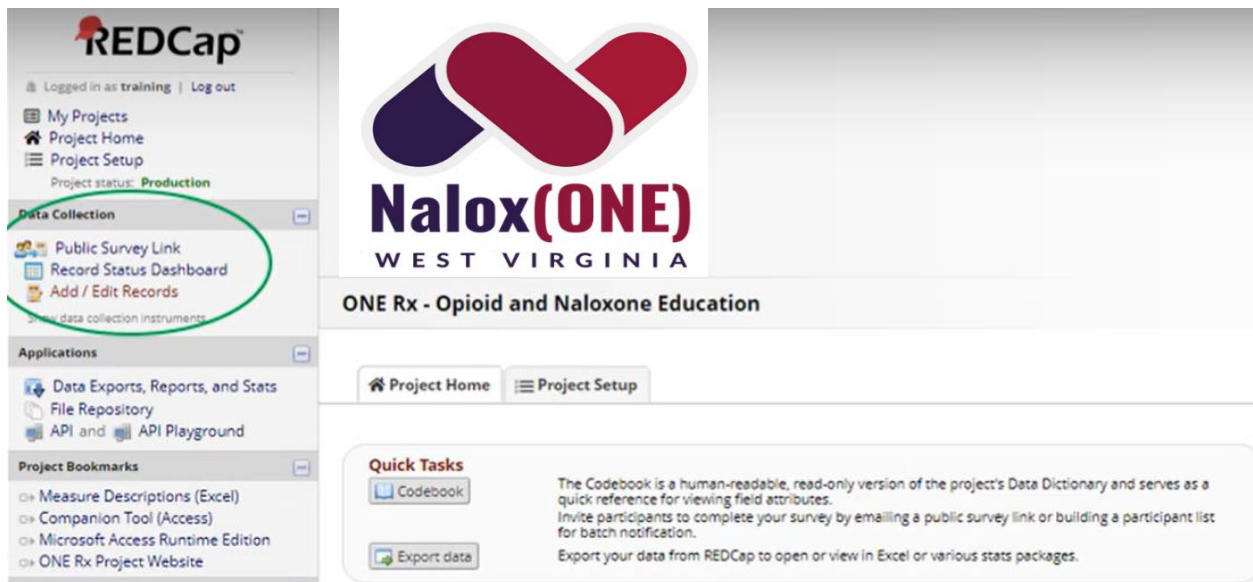 REDCap
Logged in as training | Log out
My Projects
Project Home
Project Setup
Project status: Production
Data Collection
Public Survey Link
Record Status Dashboard
Add / Edit Records
Show data collection instruments
Applications
Data Exports, Reports, and Stats
File Repository
API and API Playground
Project Bookmarks
Measure Descriptions (Excel)
Companion Tool (Access)
Microsoft Access Runtime Edition
ONE Rx Project Website
Nalox(ONE)
WEST VIRGINIA
ONE Rx - Opioid and Naloxone Education
Project Home
Project Setup
Quick Tasks
Codebook
The Codebook is a human-readable, read-only version of the project's Data Dictionary and serves as a
quick reference for viewing field attributes.
Invite participants to complete your survey by emailing a public survey link or building a participant list
for batch notification.
Export data
Export your data from REDCap to open or view in Excel or various stats packages.